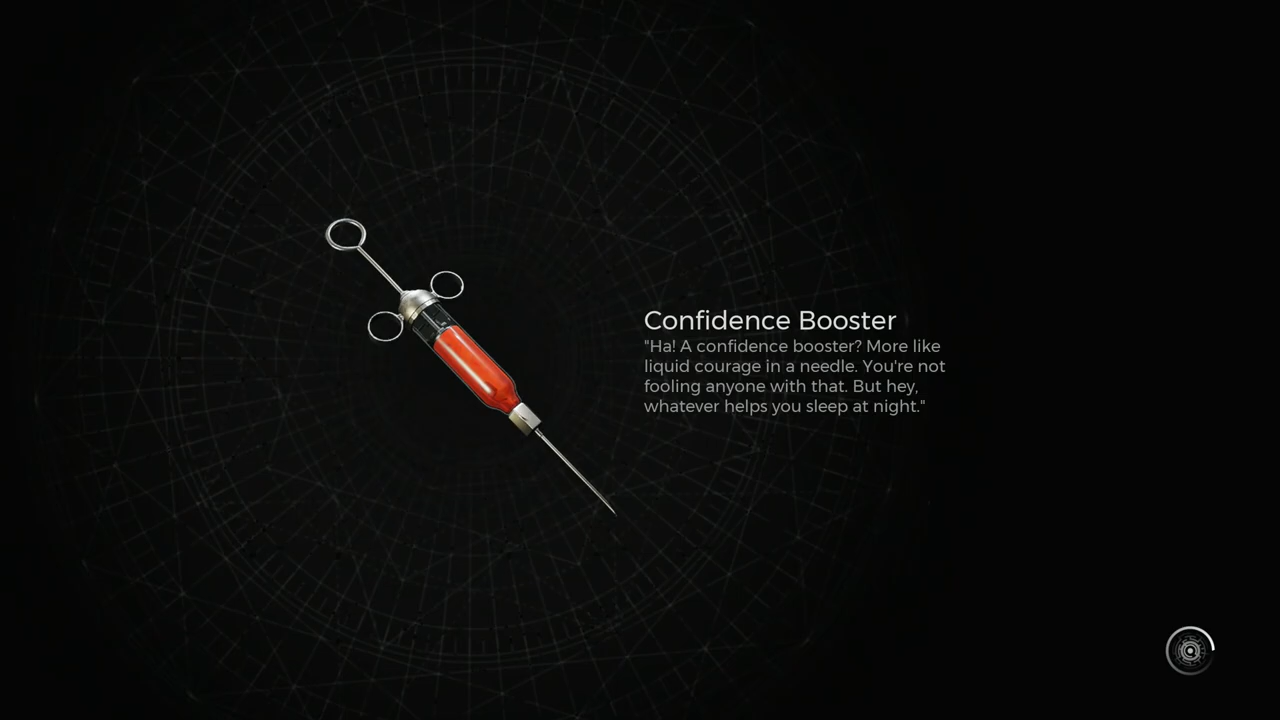 Confidence Booster
"Ha! A confidence booster? More like
liquid courage in a needle. You're not
fooling anyone with that. But hey,
whatever helps you sleep at night."